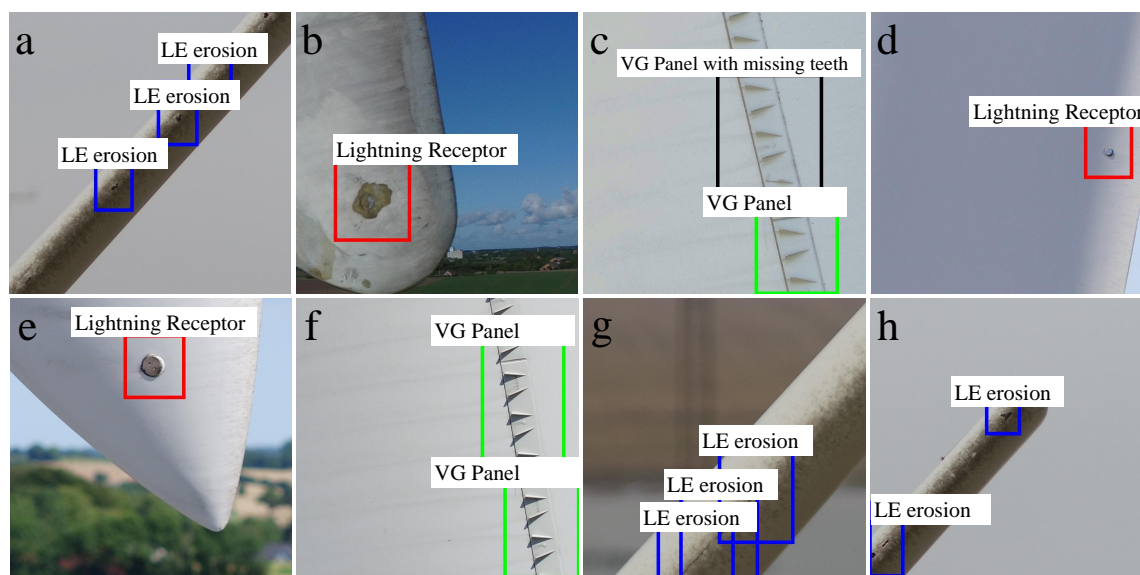 a
LE erosion
LE erosion
LE erosion
b
Lightning Receptor
c
VG Panel with missing teeth
VG Panel
d
Lightning Receptor
e
Lightning Receptor
f
VG Panel
VG Panel
g
LE erosion
LE erosion
LE erosion
h
LE erosion
LE erosion